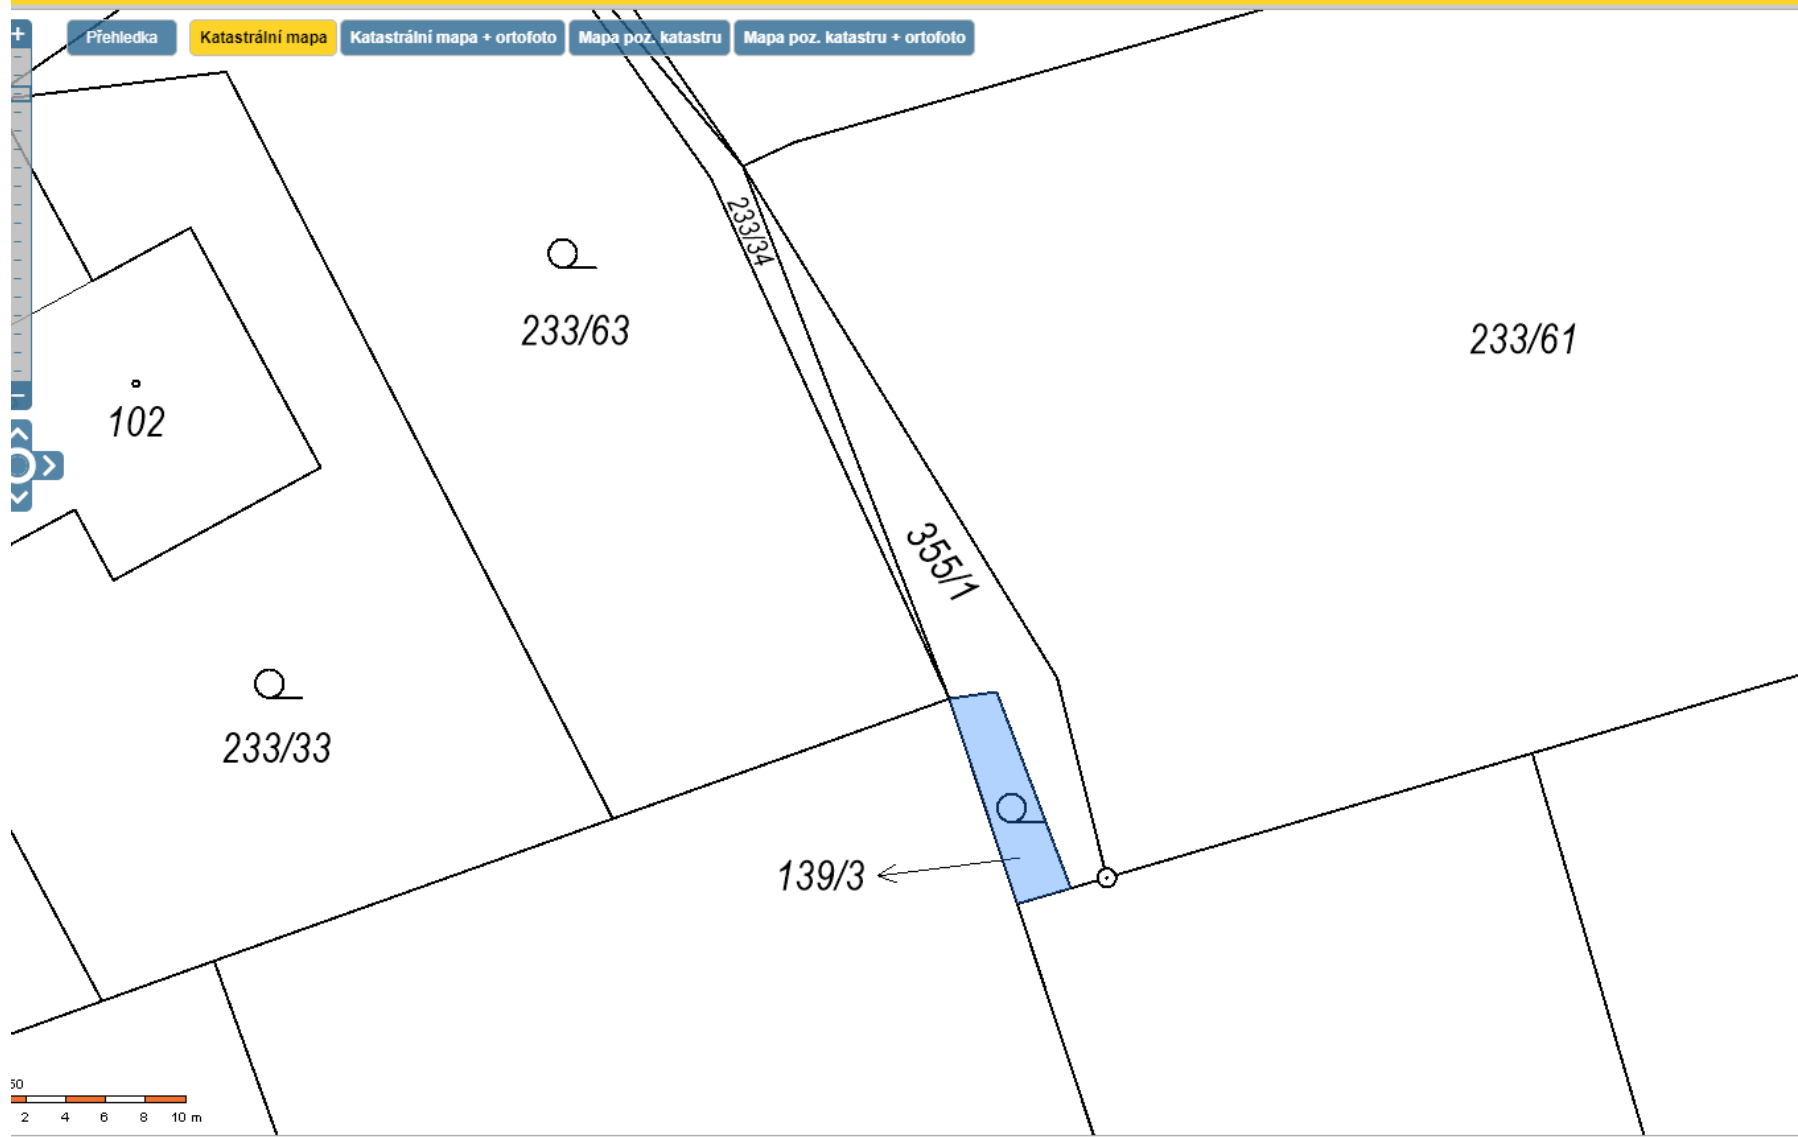 +
Přehledka
Katastrální mapa
Katastrální mapa + ortofoto
Mapa poz. katastru
Mapa poz. katastru + ortofoto
233/34
233/63
233/61
102
355/1
233/33
139/3
50
2 4 6 8 10 m